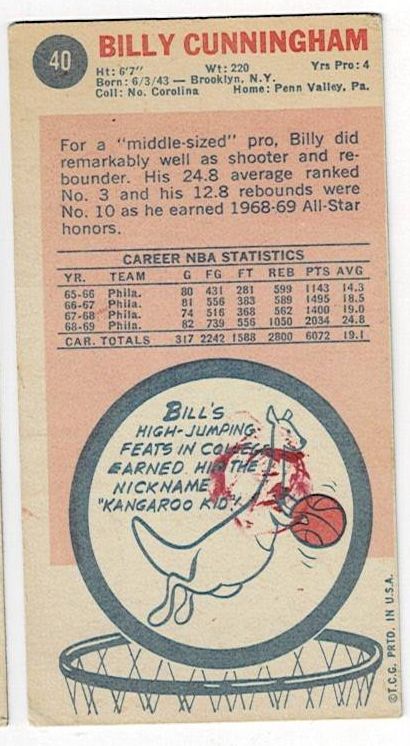 40
BILLY CUNNINGHAM
Ht: 6'7" Wt: 220 Yrs Pro: 4
Born: 6/3/43 — Brooklyn, N.Y.
Coll: No. Carolina Home: Penn Valley, Pa.
For a "middle-sized" pro, Billy did
remarkably well as shooter and re-
bounder. His 24.8 average ranked
No. 3 and his 12.8 rebounds were
No. 10 as he earned 1968-69 All-Star
honors.
CAREER NBA STATISTICS
YR. TEAM G FG FT REB PTS AVG
65-66 Phila. 80 431 281 599 1143 14.3
66-67 Phila. 81 556 383 589 1495 18.5
67-68 Phila. 74 516 368 562 1400 19.0
68-69 Phila. 82 739 556 1050 2034 24.8
CAR. TOTALS 317 2242 1588 2800 6072 19.1
BILL'S
HIGH-JUMPING
FEATS IN COLLEGE
EARNED HIM THE
NICKNAME
"KANGAROO KID"!
©T.C.G. PRTD. IN U.S.A.